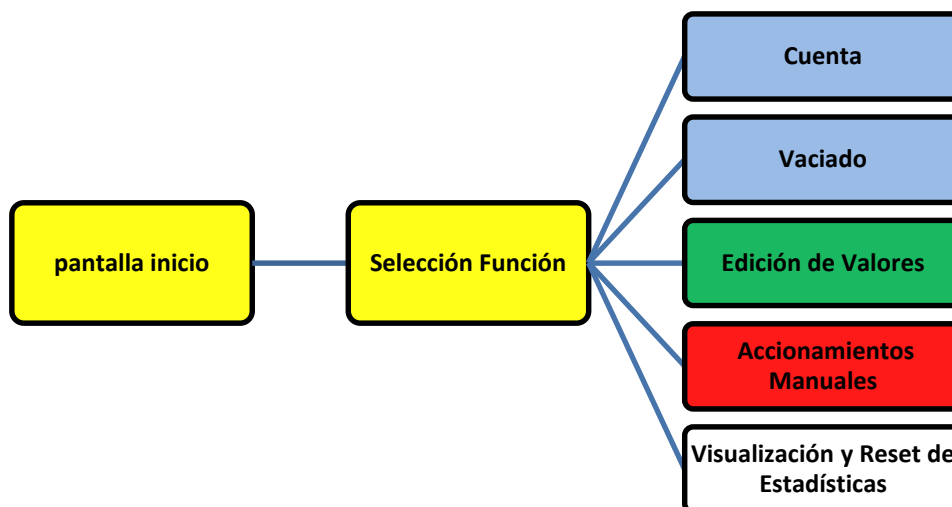 Cuenta
Vaciado
pantalla inicio
Selección Función
Edición de Valores
Accionamientos
Manuales
Visualización y Reset de
Estadísticas